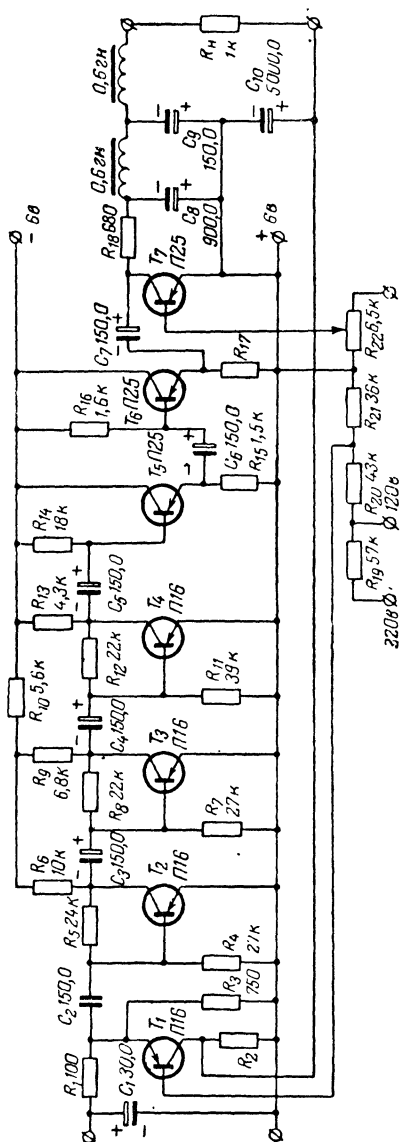 R1 100
C1 30,0
C2 150,0
T1
П16
R2
R3
750
R4
27к
R5 24к
R6
10к
C3 150,0
T2
П16
R7
27к
R8 22к
R9
6,8к
R10 5,6к
C4 150,0
T3
П16
R11
39к
R12 22к
R13
4,3к
C5 150,0
T4
П16
R14
18к
T5 П25
R15 1,5к
C6 150,0
R16
1,6к
T6 П25
R17
C7 150,0
T7
П25
R18 680
0,6гн
0,6гн
C8
900,0
C9
150,0
C10
5000,0
Rн
1к
- 6в
+ 6в
R19 57к
R20 43к
R21 36к
R22 6,5к
220в
120в